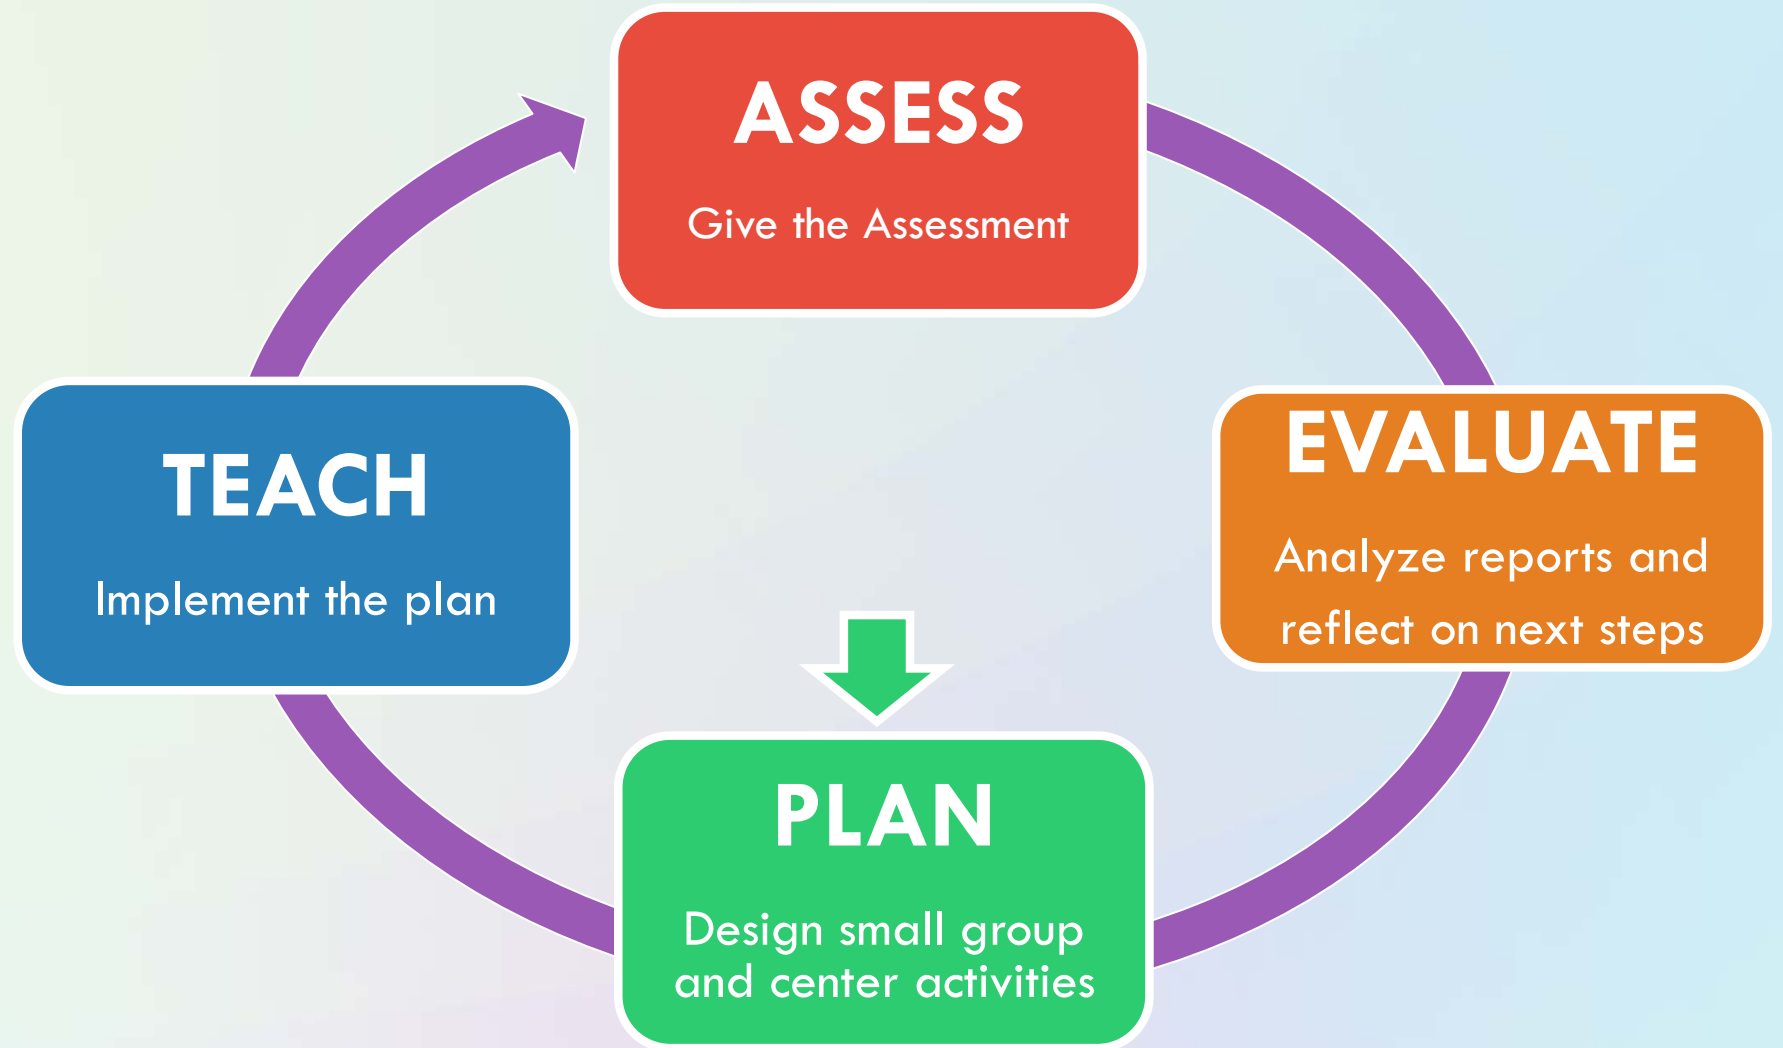 ASSESS
Give the Assessment
EVALUATE
Analyze reports and
reflect on next steps
PLAN
Design small group
and center activities
TEACH
Implement the plan